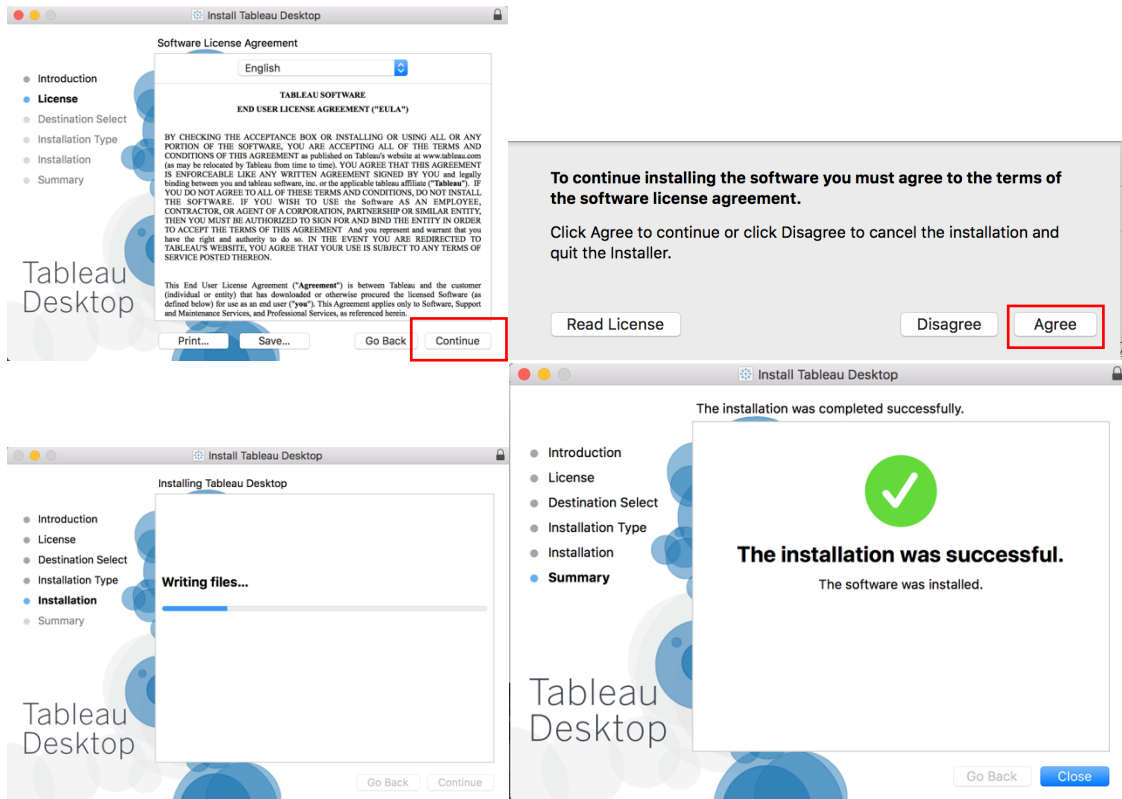 Install Tableau Desktop
Software License Agreement
English
Introduction
License
Destination Select
Installation Type
Installation
Summary
TABLEAU SOFTWARE
END USER LICENSE AGREEMENT ("EULA")
BY CHECKING THE ACCEPTANCE BOX OR INSTALLING OR USING ALL OR ANY
PORTION OF THE SOFTWARE, YOU ARE ACCEPTING ALL OF THE TERMS AND
CONDITIONS OF THIS AGREEMENT as published on Tableau's website at www.tableau.com
(as may be relocated by Tableau from time to time). YOU AGREE THAT THIS AGREEMENT
IS ENFORCEABLE LIKE ANY WRITTEN AGREEMENT SIGNED BY YOU and legally
binding between you and tableau software, inc. or the applicable tableau affiliate ("Tableau"). IF
YOU DO NOT AGREE TO ALL OF THESE TERMS AND CONDITIONS, DO NOT INSTALL
THE SOFTWARE. IF YOU WISH TO USE the Software AS AN EMPLOYEE,
CONTRACTOR, OR AGENT OF A CORPORATION, PARTNERSHIP OR SIMILAR ENTITY,
THEN YOU MUST BE AUTHORIZED TO SIGN FOR AND BIND THE ENTITY IN ORDER
TO ACCEPT THE TERMS OF THIS AGREEMENT And you represent and warrant that you
have the right and authority to do so. IN THE EVENT YOU ARE REDIRECTED TO
TABLEAU'S WEBSITE, YOU AGREE THAT YOUR USE IS SUBJECT TO ANY TERMS OF
SERVICE POSTED THEREON.
This End User License Agreement ("Agreement") is between Tableau and the customer
(individual or entity) that has downloaded or otherwise procured the licensed Software (as
defined below) for use as an end user ("you"). This Agreement applies only to Software, Support
and Maintenance Services, and Professional Services, as referenced herein.
Tableau
Desktop
Print... Save... Go Back Continue
To continue installing the software you must agree to the terms of
the software license agreement.
Click Agree to continue or click Disagree to cancel the installation and
quit the Installer.
Read License Disagree Agree
Install Tableau Desktop
Installing Tableau Desktop
Introduction
License
Destination Select
Installation Type
Installation
Summary
Writing files...
Tableau
Desktop
Go Back Continue
Install Tableau Desktop
The installation was completed successfully.
Introduction
License
Destination Select
Installation Type
Installation
Summary
The installation was successful.
The software was installed.
Tableau
Desktop
Go Back Close